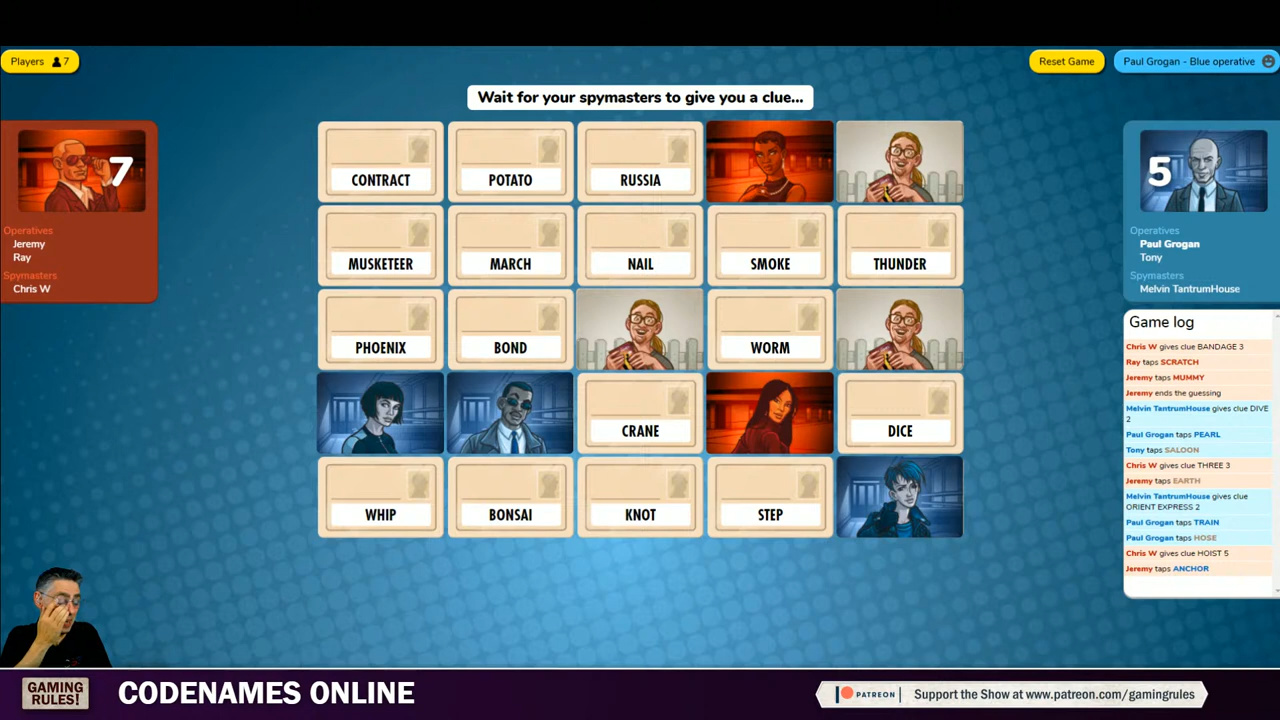 Players 7
Reset Game
Paul Grogan - Blue operative
Wait for your spymasters to give you a clue...
7
Operatives
Jeremy
Ray
Spymasters
Chris W
CONTRACT
POTATO
RUSSIA
MUSKETEER
MARCH
NAIL
SMOKE
THUNDER
PHOENIX
BOND
WORM
CRANE
DICE
WHIP
BONSAI
KNOT
STEP
5
Operatives
Paul Grogan
Tony
Spymasters
Melvin TantrumHouse
Game log
Chris W gives clue BANDAGE 3
Ray taps SCRATCH
Jeremy taps MUMMY
Jeremy ends the guessing
Melvin TantrumHouse gives clue DIVE
2
Paul Grogan taps PEARL
Tony taps SALOON
Chris W gives clue THREE 3
Jeremy taps EARTH
Melvin TantrumHouse gives clue
ORIENT EXPRESS 2
Paul Grogan taps TRAIN
Paul Grogan taps HOSE
Chris W gives clue HOIST 5
Jeremy taps ANCHOR
GAMING
RULES!
CODENAMES ONLINE
PATREON
Support the Show at www.patreon.com/gamingrules